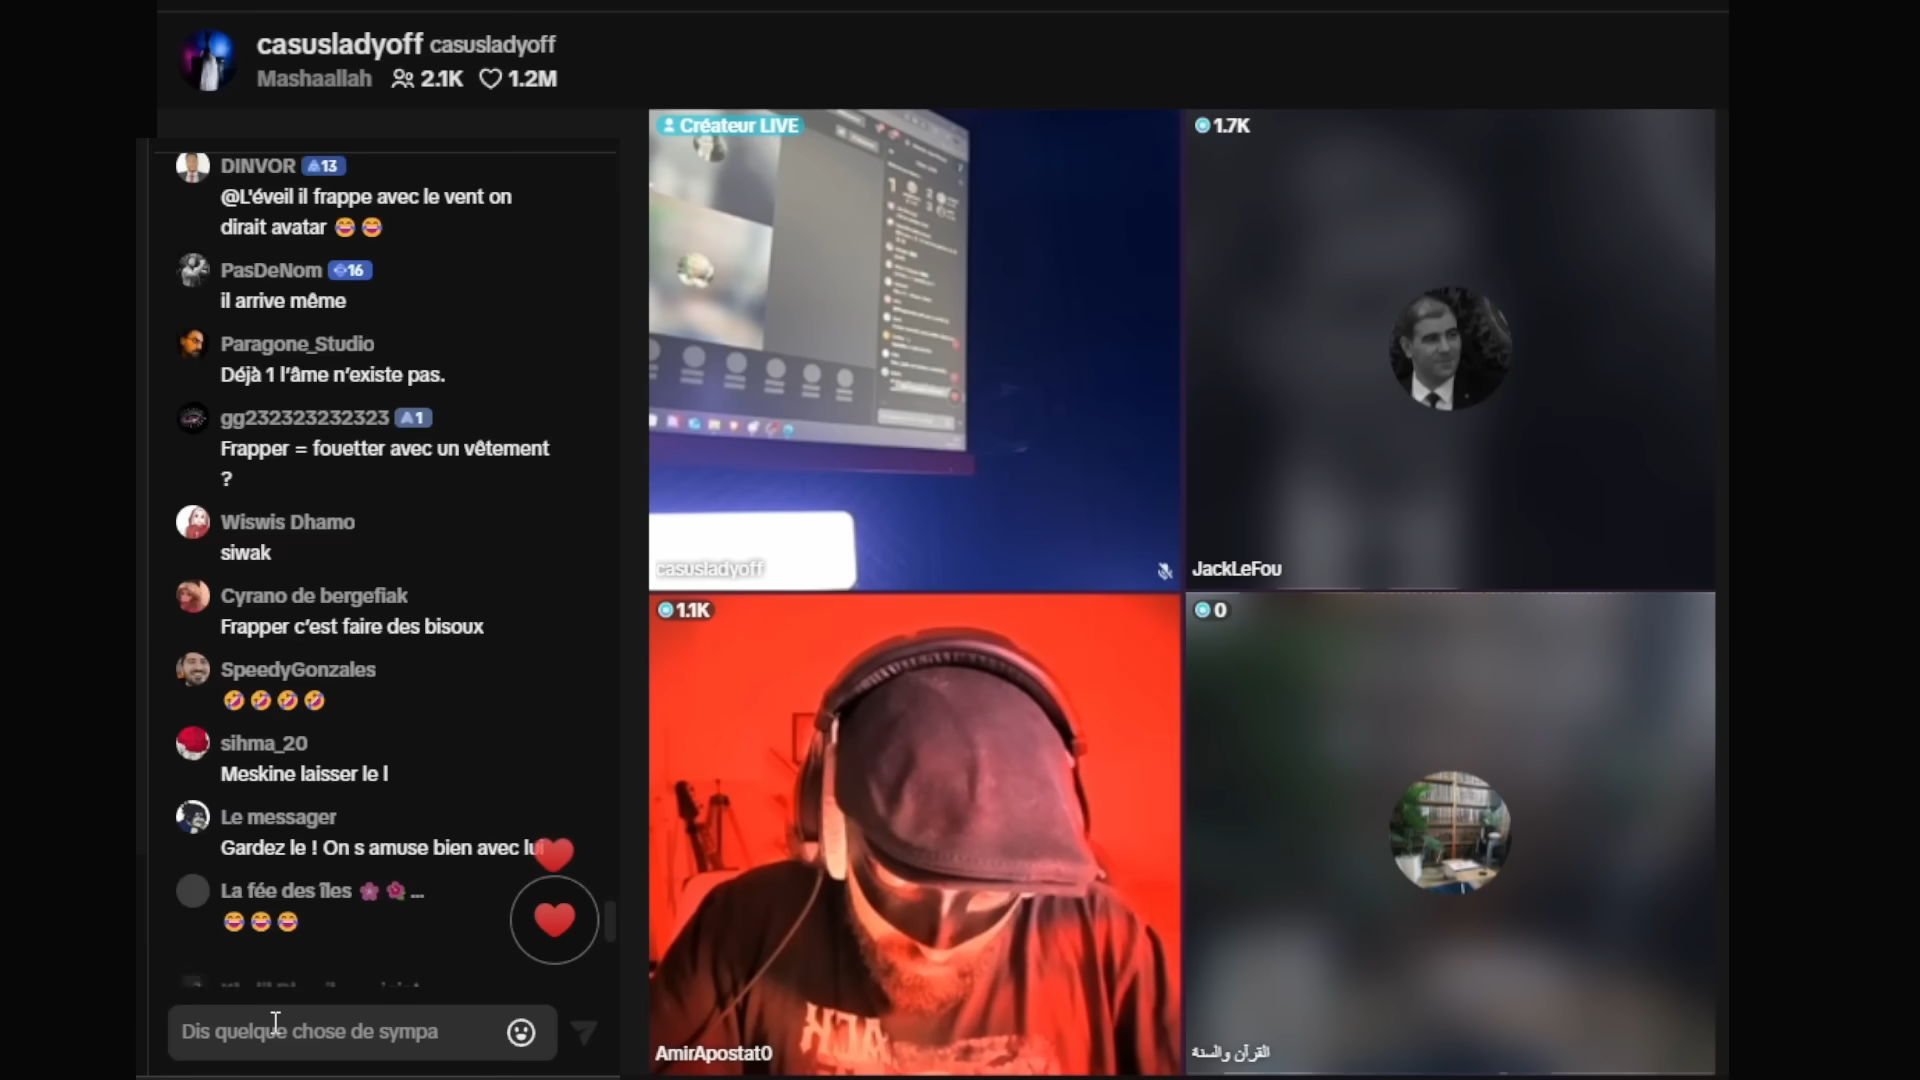 casusladyoff casusladyoff
Mashaallah 2.1K 1.2M
DINVOR 13
@L'éveil il frappe avec le vent on
dirait avatar 😂 😂
PasDeNom 16
il arrive même
Paragone_Studio
Déjà 1 l'âme n'existe pas.
gg232323232323 1
Frapper = fouetter avec un vêtement
?
Wiswis Dhamo
siwak
Cyrano de bergefiak
Frapper c'est faire des bisoux
SpeedyGonzales
🤣 🤣 🤣 🤣
sihma_20
Meskine laisser le l
Le messager
Gardez le ! On s amuse bien avec lui
La fée des îles 🌸 🌺 ...
😂 😂 😂
Dis quelque chose de sympa
Créateur LIVE
casusladyoff
1.7K
JackLeFou
1.1K
AmirApostat0
0
القرآن والسنة